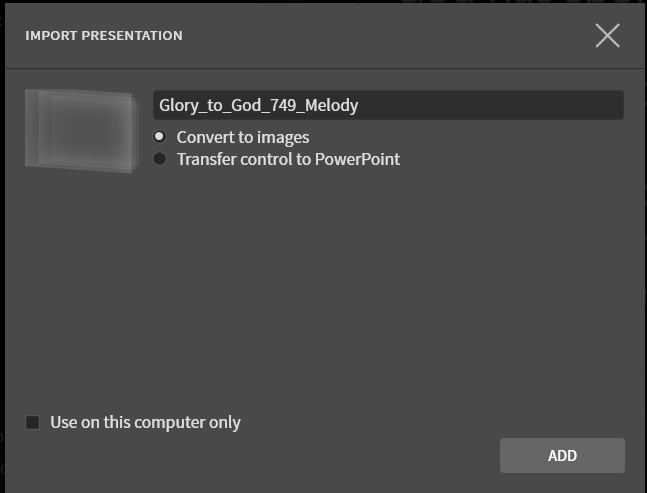 IMPORT PRESENTATION
Glory_to_God_749_Melody
Convert to images
Transfer control to PowerPoint
Use on this computer only
ADD